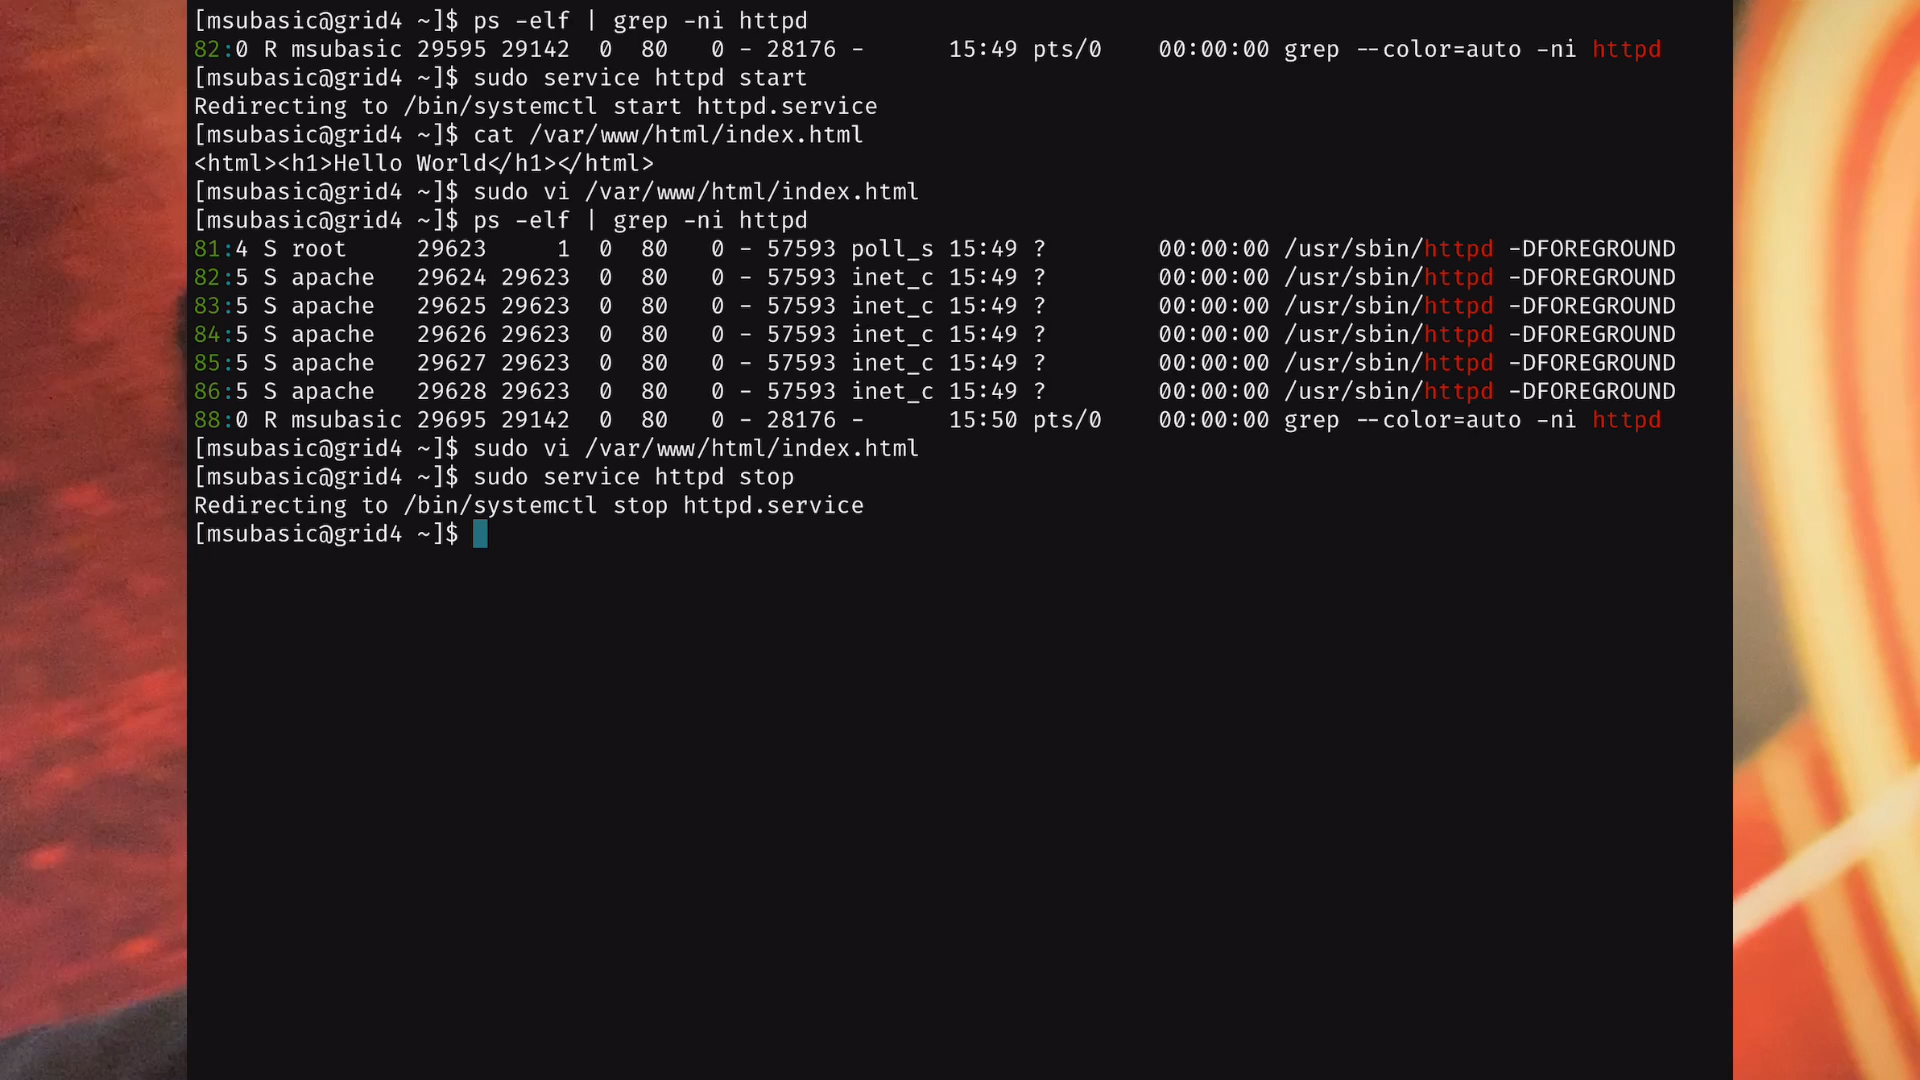 [msubasic@grid4 ~]$ ps -elf | grep -ni httpd
82:0 R msubasic 29595 29142  0  80   0 - 28176 -      15:49 pts/0    00:00:00 grep --color=auto -ni httpd
[msubasic@grid4 ~]$ sudo service httpd start
Redirecting to /bin/systemctl start httpd.service
[msubasic@grid4 ~]$ cat /var/www/html/index.html
<html><h1>Hello World</h1></html>
[msubasic@grid4 ~]$ sudo vi /var/www/html/index.html
[msubasic@grid4 ~]$ ps -elf | grep -ni httpd
81:4 S root     29623     1  0  80   0 - 57593 poll_s 15:49 ?        00:00:00 /usr/sbin/httpd -DFOREGROUND
82:5 S apache   29624 29623  0  80   0 - 57593 inet_c 15:49 ?        00:00:00 /usr/sbin/httpd -DFOREGROUND
83:5 S apache   29625 29623  0  80   0 - 57593 inet_c 15:49 ?        00:00:00 /usr/sbin/httpd -DFOREGROUND
84:5 S apache   29626 29623  0  80   0 - 57593 inet_c 15:49 ?        00:00:00 /usr/sbin/httpd -DFOREGROUND
85:5 S apache   29627 29623  0  80   0 - 57593 inet_c 15:49 ?        00:00:00 /usr/sbin/httpd -DFOREGROUND
86:5 S apache   29628 29623  0  80   0 - 57593 inet_c 15:49 ?        00:00:00 /usr/sbin/httpd -DFOREGROUND
88:0 R msubasic 29695 29142  0  80   0 - 28176 -      15:50 pts/0    00:00:00 grep --color=auto -ni httpd
[msubasic@grid4 ~]$ sudo vi /var/www/html/index.html
[msubasic@grid4 ~]$ sudo service httpd stop
Redirecting to /bin/systemctl stop httpd.service
[msubasic@grid4 ~]$